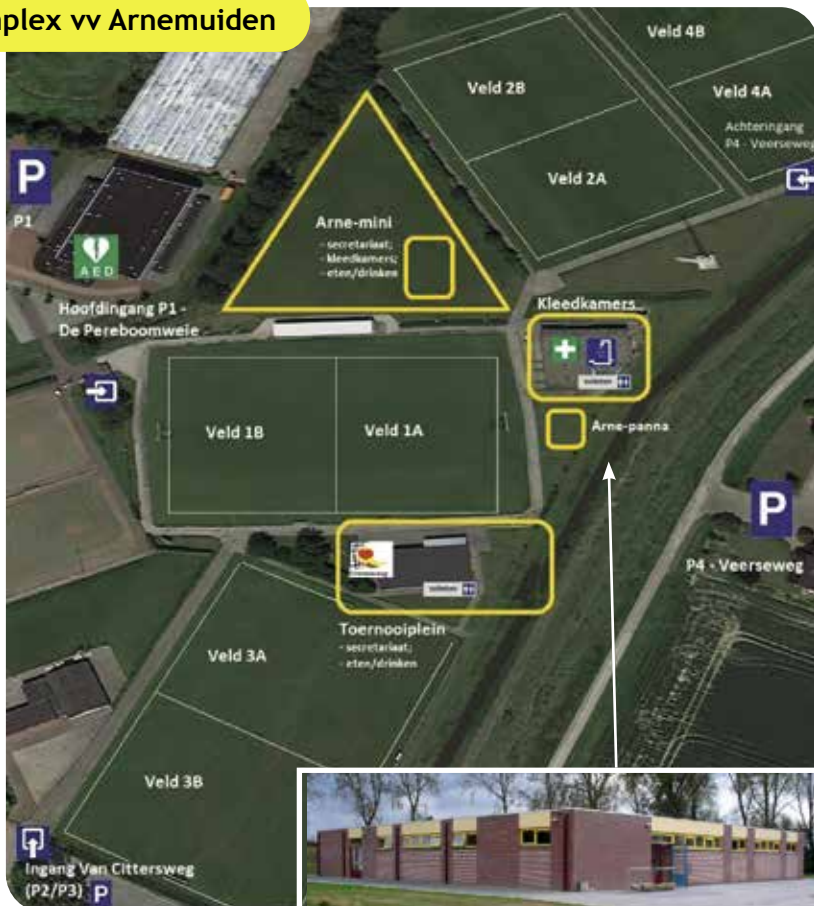 mplex vv Arnemuiden
Veld 4B
Veld 2B
Veld 4A
Achteringang
P4 - Veerseweg
P
P1
Veld 2A
Arne-mini
- secretariaat;
- kleedkamers;
- eten/drinken
AED
Hoofdingang P1 -
De Pereboomweie
Kleedkamers
toiletten
Arne-panna
Veld 1B
Veld 1A
P
P4 - Veerseweg
toiletten
Toernooiplein
- secretariaat;
- eten/drinken
Veld 3A
Veld 3B
Ingang Van Cittersweg
(P2/P3) P